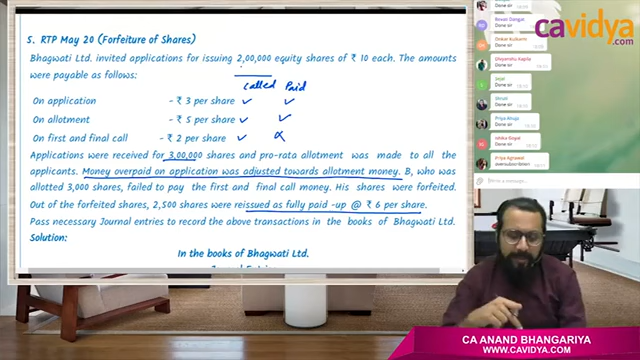 5. RTP May 20 (Forfeiture of Shares)
Bhagwati Ltd. invited applications for issuing 2,00,000 equity shares of ₹ 10 each. The amounts
were payable as follows:
called Paid
On application - ₹ 3 per share ✓ ✓
On allotment - ₹ 5 per share ✓ ✓
On first and final call - ₹ 2 per share ✓ ✗
Applications were received for 3,00,000 shares and pro-rata allotment was made to all the
applicants. Money overpaid on application was adjusted towards allotment money. B, who was
allotted 3,000 shares, failed to pay the first and final call money. His shares were forfeited.
Out of the forfeited shares, 2,500 shares were reissued as fully paid-up @ ₹ 6 per share.
Pass necessary Journal entries to record the above transactions in the books of Bhagwati Ltd.
Solution:
In the books of Bhagwati Ltd.
cavidya
.com
Done sir
Done sir
Done sir
Done sir
Done sir
Priya Ahuja
Done sir
Done sir
Priya Agrawal
CA ANAND BHANGARIYA
WWW.CAVIDYA.COM